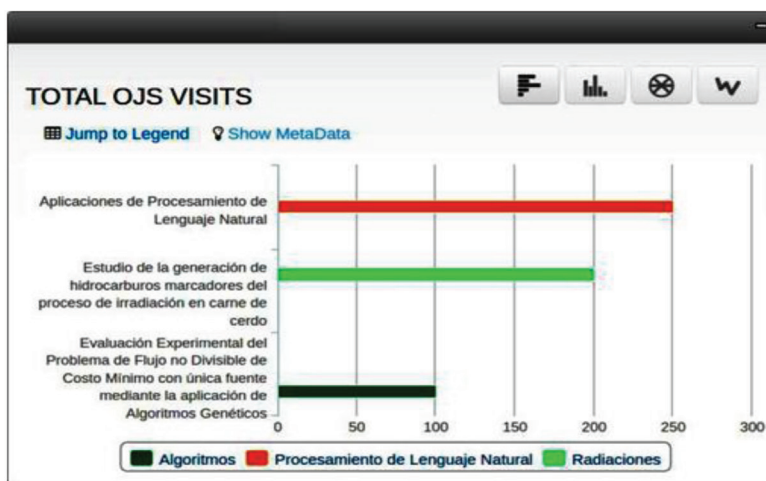 TOTAL OJS VISITS
Jump to Legend Show MetaData
Aplicaciones de Procesamiento de
Lenguaje Natural
Estudio de la generación de
hidrocarburos marcadores del
proceso de irradiación en carne de
cerdo
Evaluación Experimental del
Problema de Flujo no Divisible de
Costo Mínimo con única fuente
mediante la aplicación de
Algoritmos Genéticos
0 50 100 150 200 250 300
Algoritmos Procesamiento de Lenguaje Natural Radiaciones